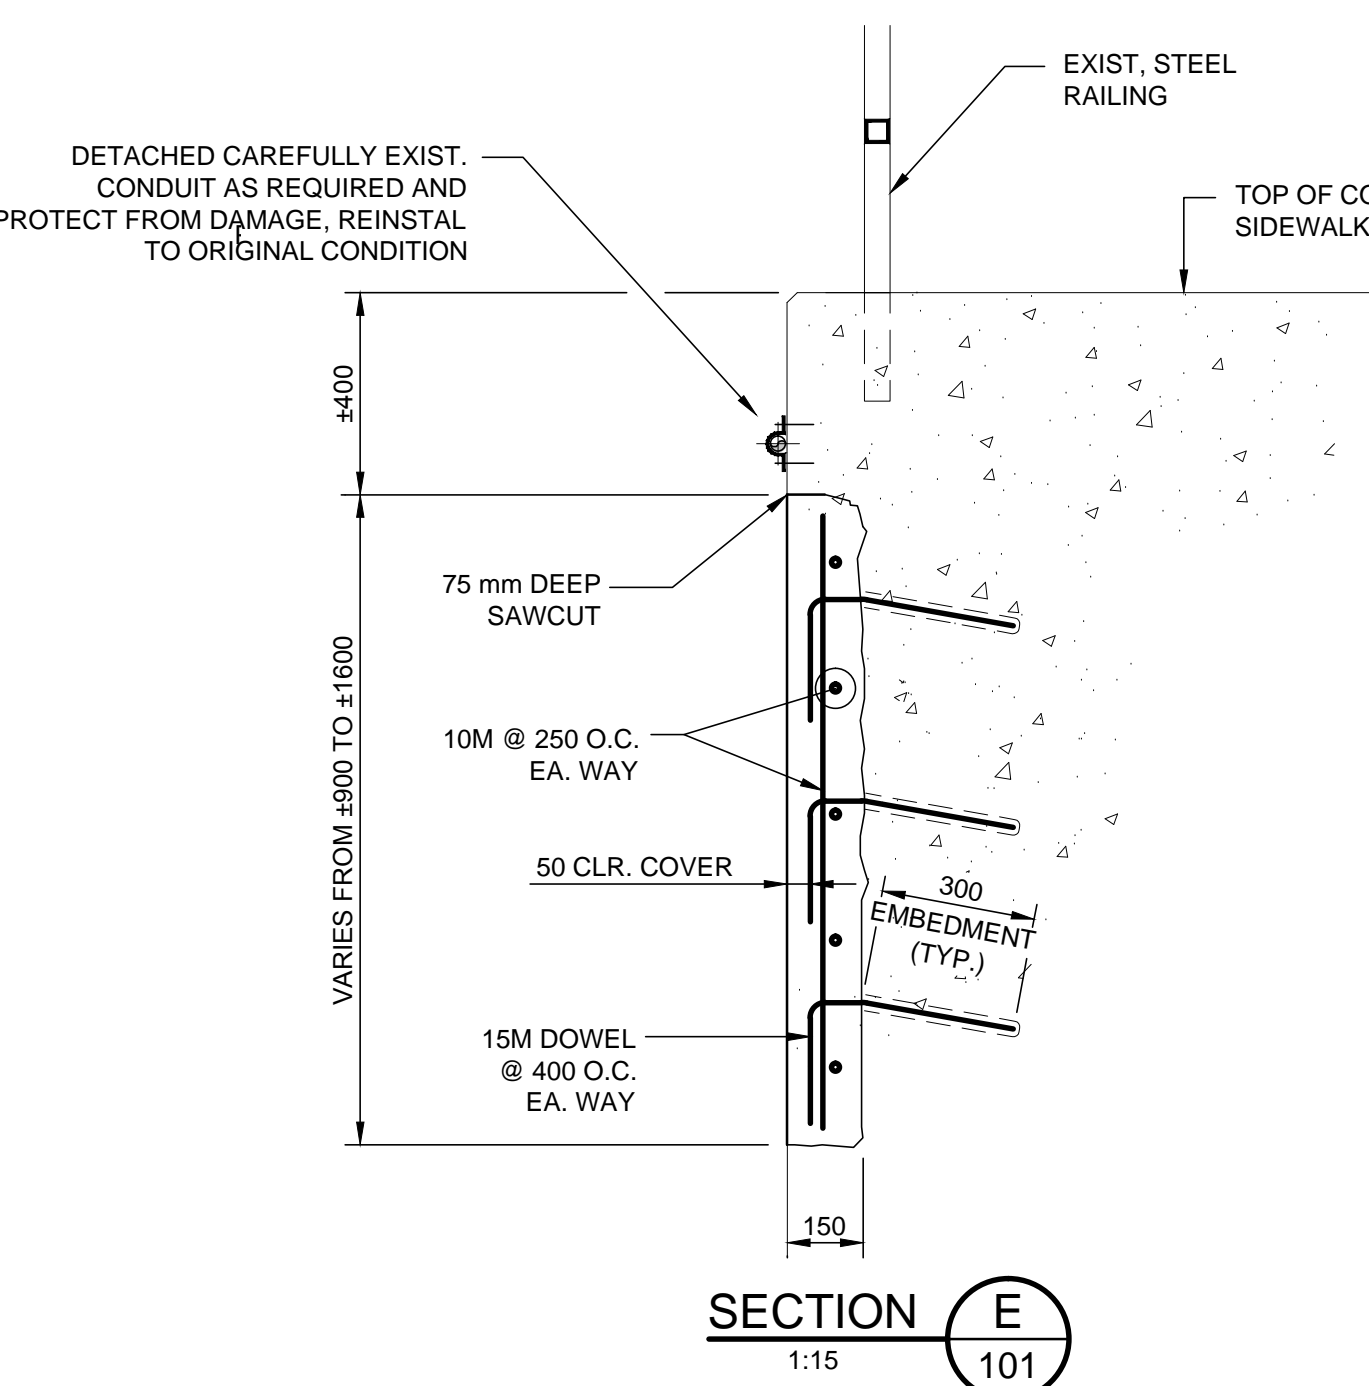 EXIST, STEEL
RAILING
DETACHED CAREFULLY EXIST.
CONDUIT AS REQUIRED AND
PROTECT FROM DAMAGE, REINSTAL
TO ORIGINAL CONDITION
TOP OF CO
SIDEWALK
±400
75 mm DEEP
SAWCUT
VARIES FROM ±900 TO ±1600
10M @ 250 O.C.
EA. WAY
50 CLR. COVER
300
EMBEDMENT
(TYP.)
15M DOWEL
@ 400 O.C.
EA. WAY
150
SECTION
E
1:15
101